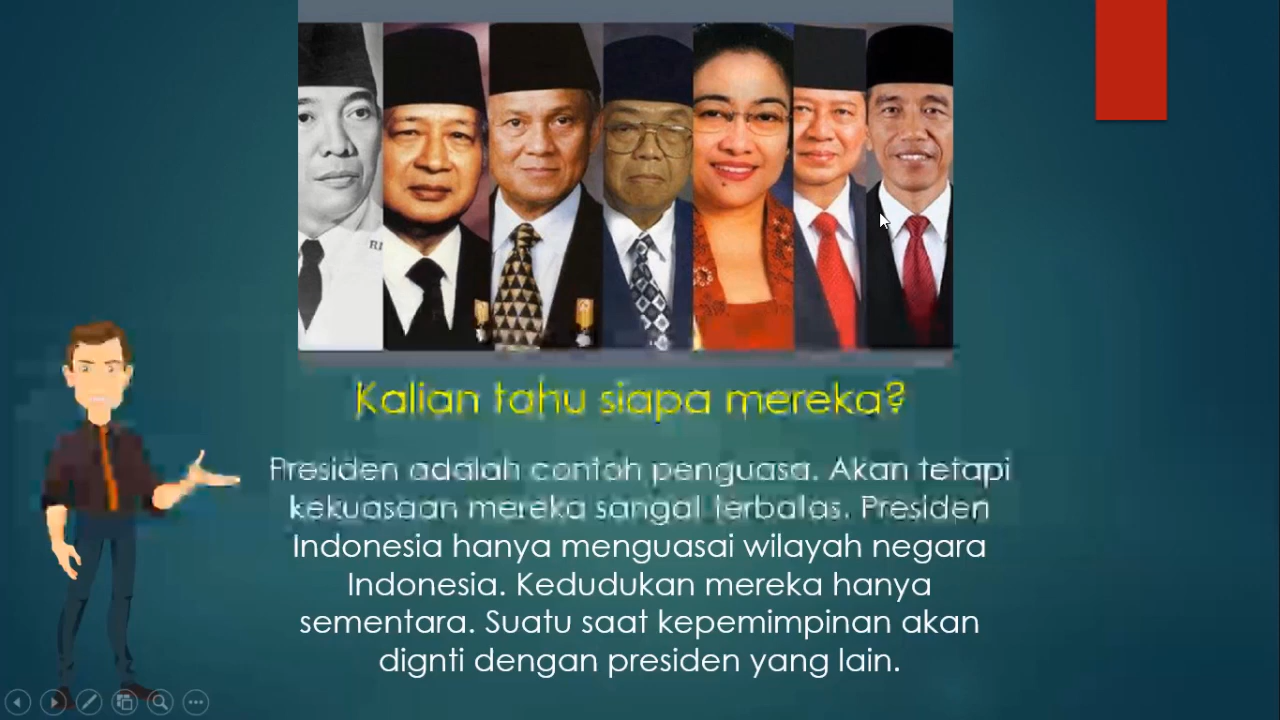 RI
Kalian tahu siapa mereka?
Presiden adalah contoh penguasa. Akan tetapi
kekuasaan mereka sangat terbatas. Presiden
Indonesia hanya menguasai wilayah negara
Indonesia. Kedudukan mereka hanya
sementara. Suatu saat kepemimpinan akan
dignti dengan presiden yang lain.